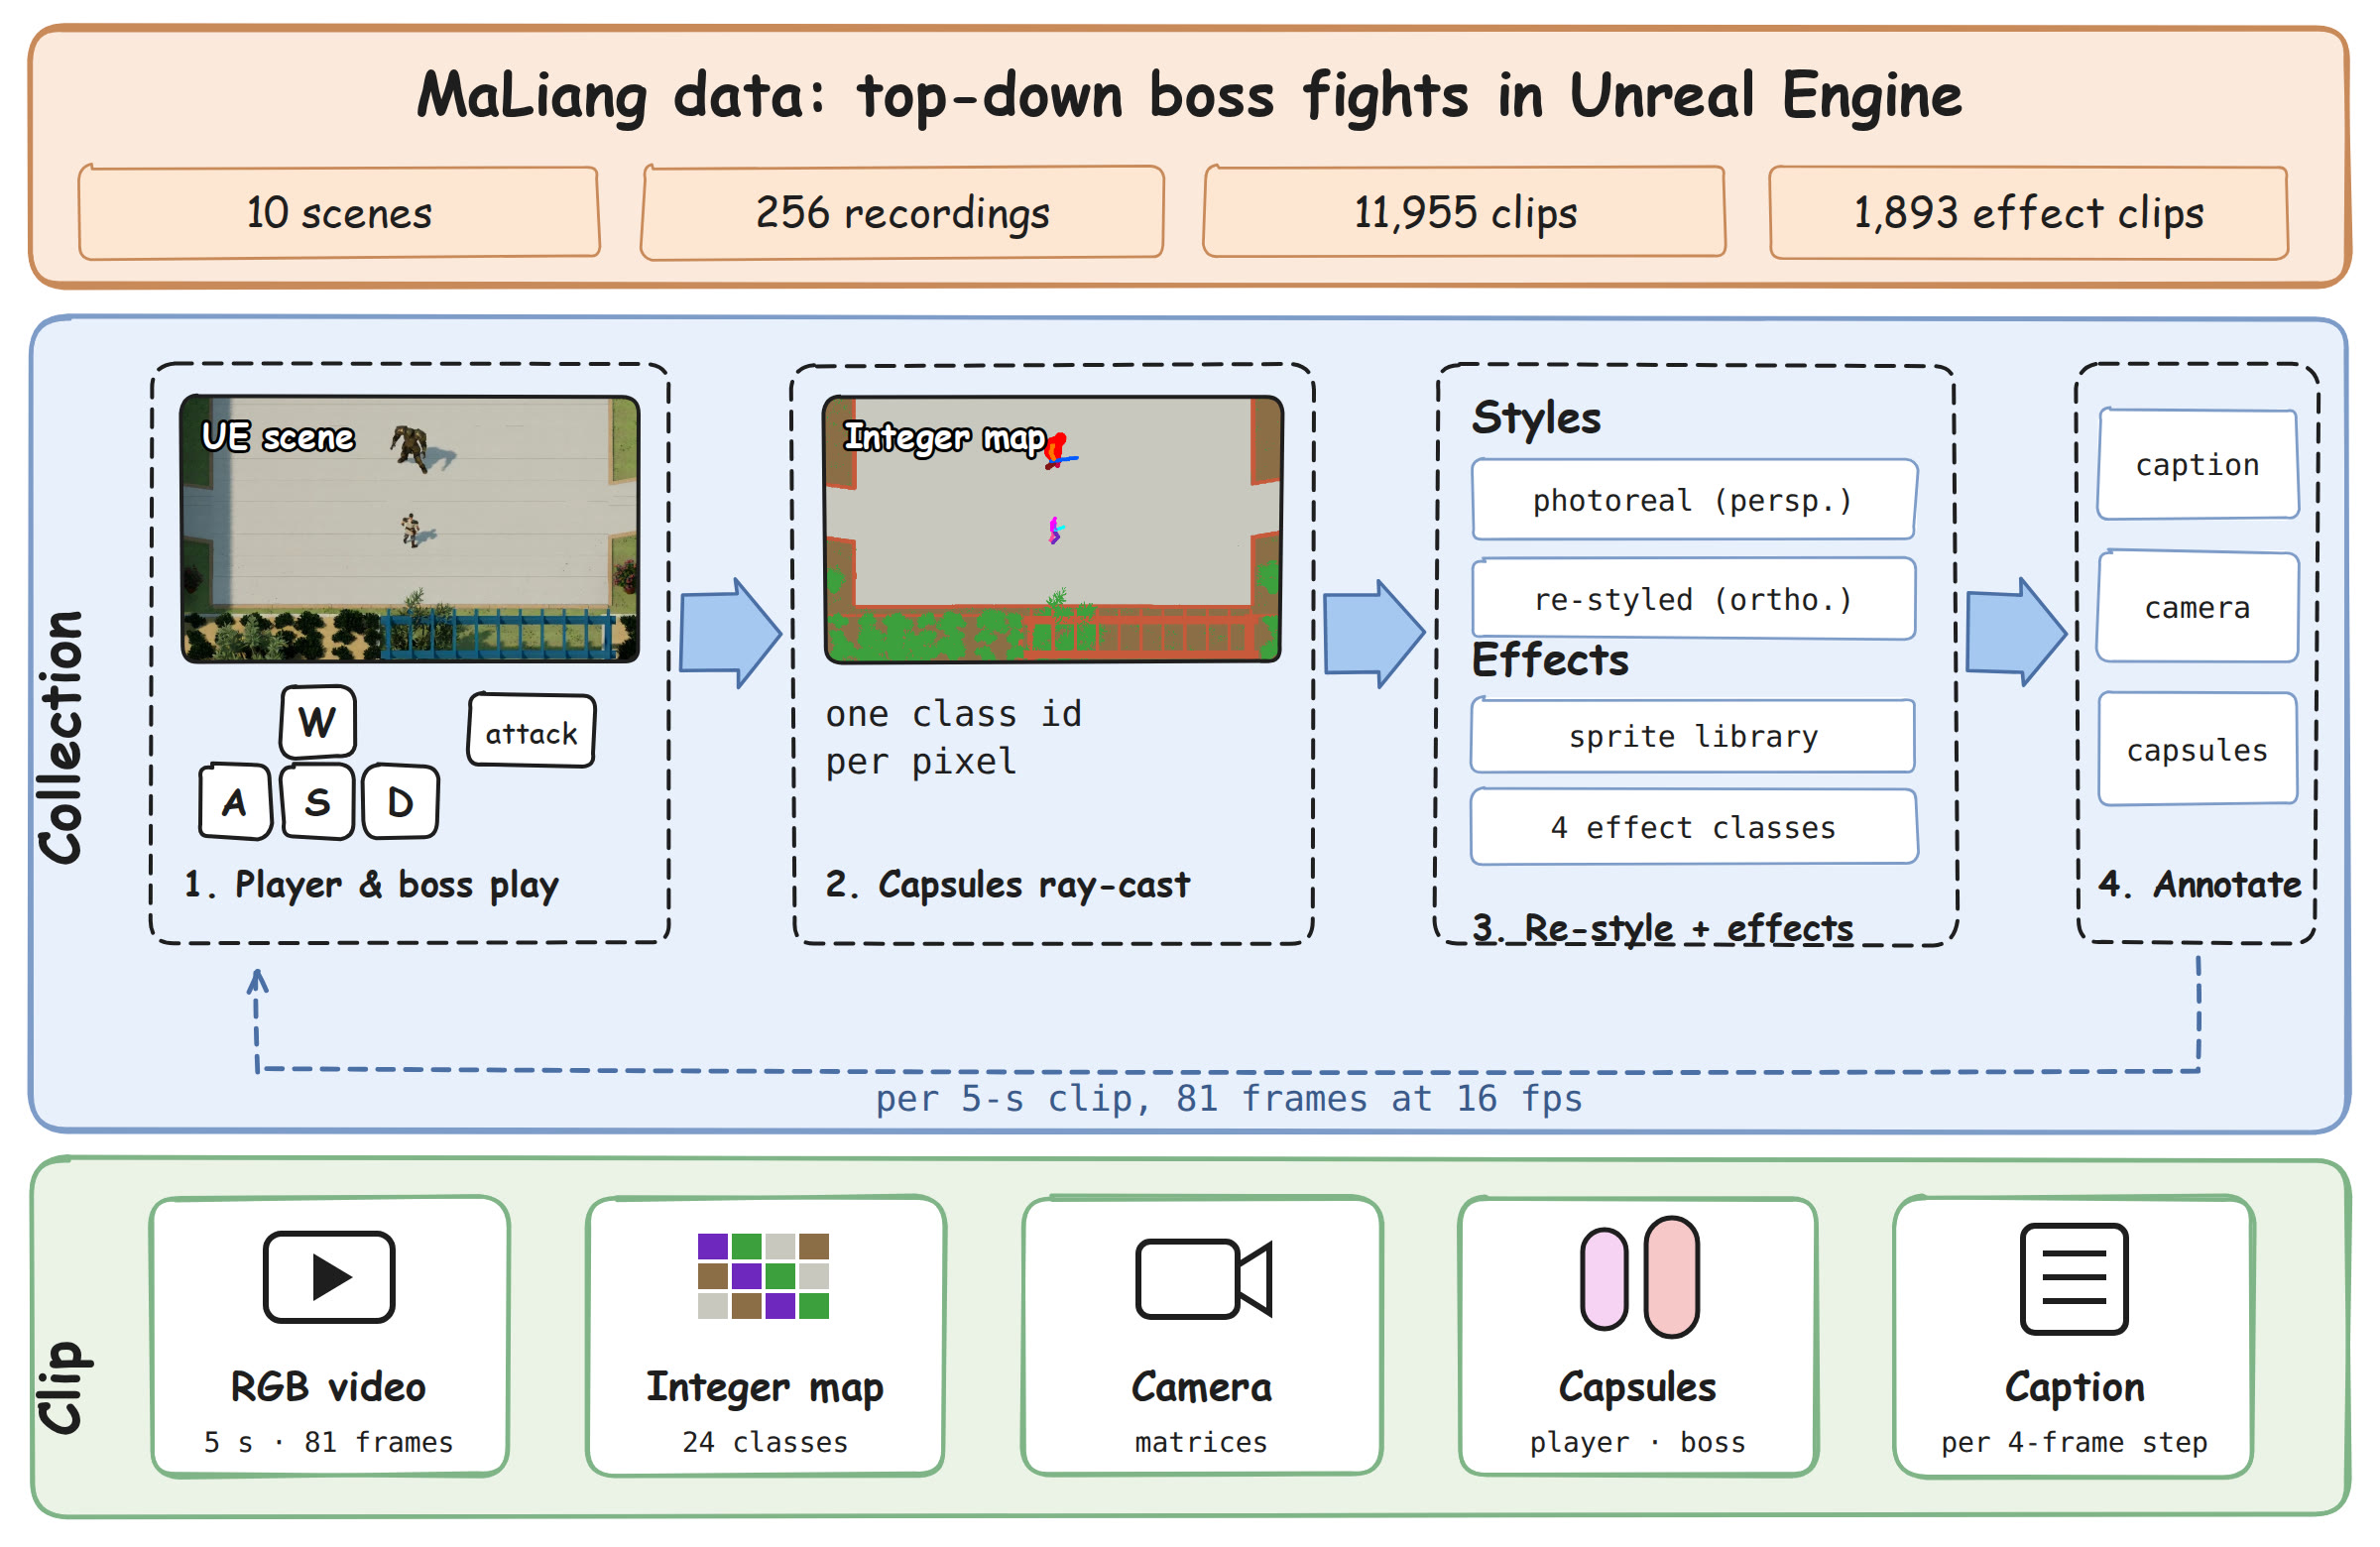 MaLiang data: top-down boss fights in Unreal Engine
10 scenes
256 recordings
11,955 clips
1,893 effect clips
Collection
UE scene
W
A
S
D
attack
1. Player & boss play
Integer map
one class id
per pixel
2. Capsules ray-cast
Styles
photoreal (persp.)
re-styled (ortho.)
Effects
sprite library
4 effect classes
3. Re-style + effects
caption
camera
capsules
4. Annotate
per 5-s clip, 81 frames at 16 fps
Clip
RGB video
5 s · 81 frames
Integer map
24 classes
Camera
matrices
Capsules
player · boss
Caption
per 4-frame step